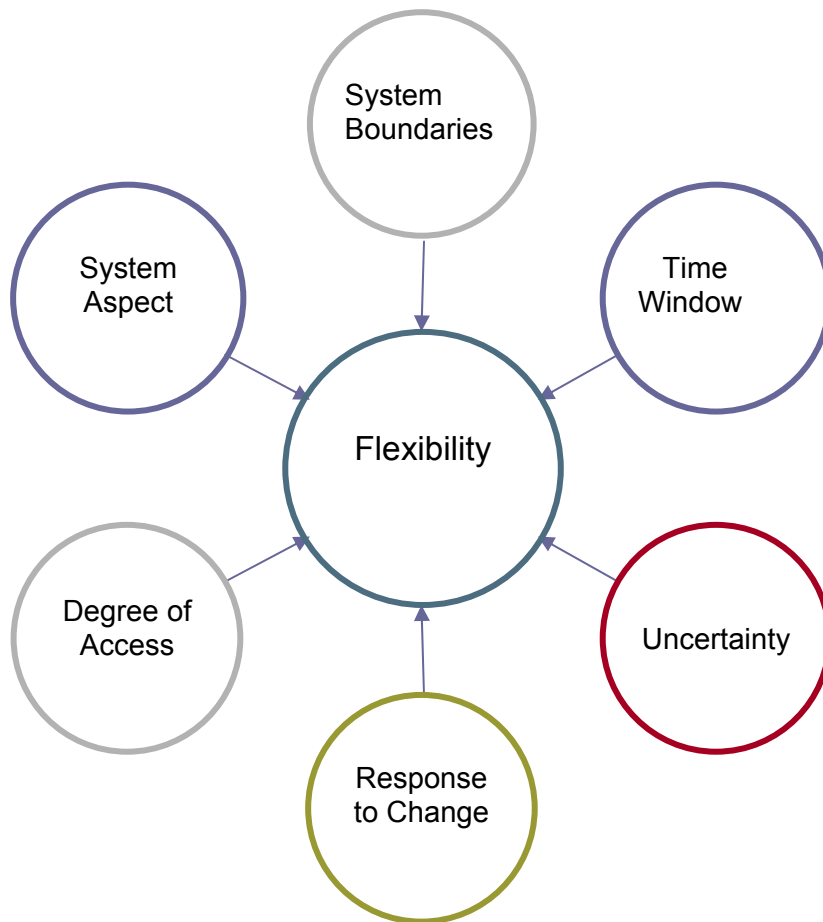 System
Boundaries
System
Aspect
Time
Window
Flexibility
Degree of
Access
Uncertainty
Response
to Change